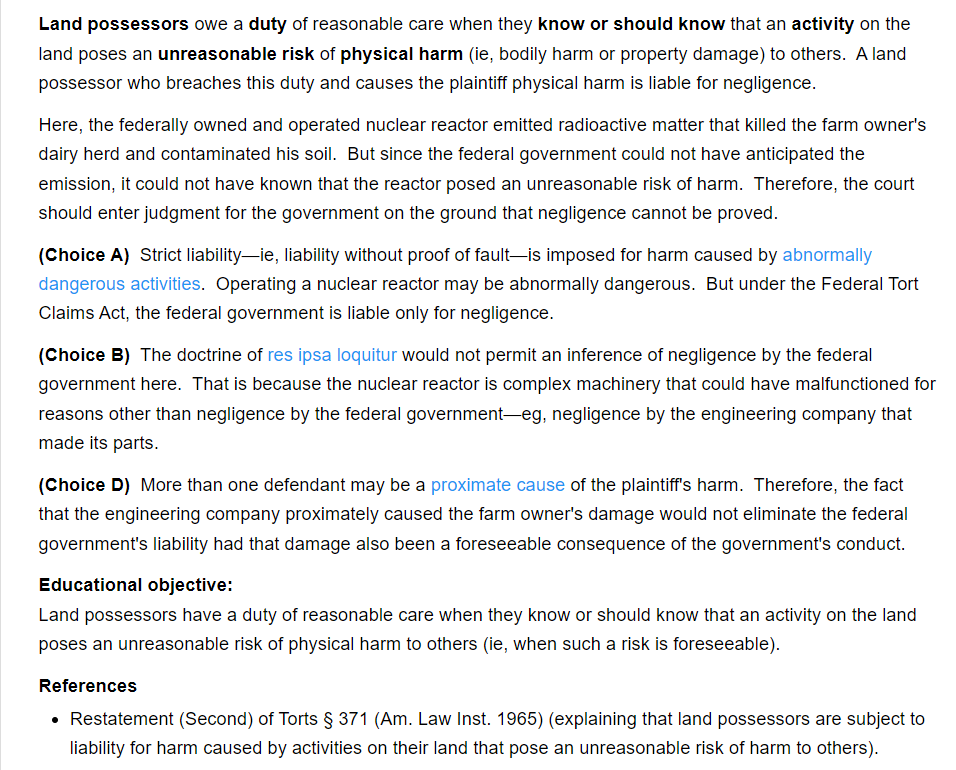 Land possessors owe a duty of reasonable care when they know or should know that an activity on the
land poses an unreasonable risk of physical harm (ie, bodily harm or property damage) to others.  A land
possessor who breaches this duty and causes the plaintiff physical harm is liable for negligence.
Here, the federally owned and operated nuclear reactor emitted radioactive matter that killed the farm owner's
dairy herd and contaminated his soil.  But since the federal government could not have anticipated the
emission, it could not have known that the reactor posed an unreasonable risk of harm.  Therefore, the court
should enter judgment for the government on the ground that negligence cannot be proved.
(Choice A)  Strict liability—ie, liability without proof of fault—is imposed for harm caused by abnormally
dangerous activities.  Operating a nuclear reactor may be abnormally dangerous.  But under the Federal Tort
Claims Act, the federal government is liable only for negligence.
(Choice B)  The doctrine of res ipsa loquitur would not permit an inference of negligence by the federal
government here.  That is because the nuclear reactor is complex machinery that could have malfunctioned for
reasons other than negligence by the federal government—eg, negligence by the engineering company that
made its parts.
(Choice D)  More than one defendant may be a proximate cause of the plaintiff's harm.  Therefore, the fact
that the engineering company proximately caused the farm owner's damage would not eliminate the federal
government's liability had that damage also been a foreseeable consequence of the government's conduct.
Educational objective:
Land possessors have a duty of reasonable care when they know or should know that an activity on the land
poses an unreasonable risk of physical harm to others (ie, when such a risk is foreseeable).
References
• Restatement (Second) of Torts § 371 (Am. Law Inst. 1965) (explaining that land possessors are subject to
liability for harm caused by activities on their land that pose an unreasonable risk of harm to others).